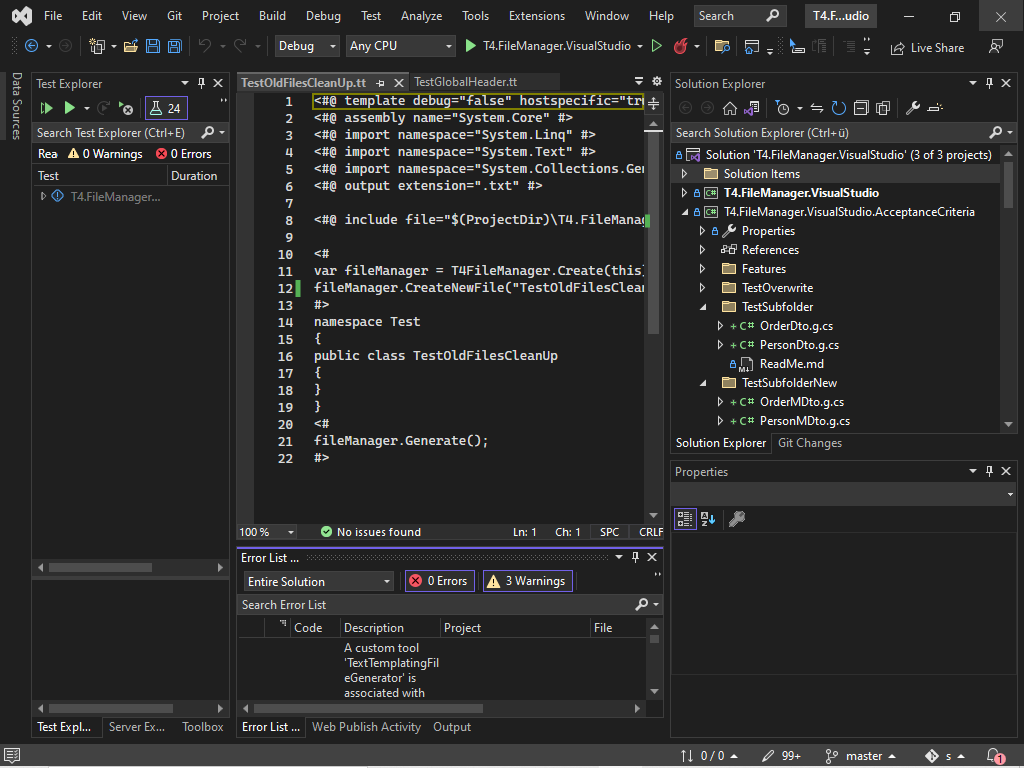 File Edit View Git Project Build Debug Test Analyze Tools Extensions Window Help Search T4.F...udio
Debug Any CPU T4.FileManager.VisualStudio Live Share
Data Sources
Test Explorer
24
Search Test Explorer (Ctrl+E)
Rea 0 Warnings 0 Errors
Test Duration
T4.FileManager...
Test Expl... Server Ex... Toolbox
TestOldFilesCleanUp.tt TestGlobalHeader.tt
1 <#@ template debug="false" hostspecific="tr
2 <#@ assembly name="System.Core" #>
3 <#@ import namespace="System.Linq" #>
4 <#@ import namespace="System.Text" #>
5 <#@ import namespace="System.Collections.Gen
6 <#@ output extension=".txt" #>
7
8 <#@ include file="$(ProjectDir)\T4.FileManag
9
10 <#
11 var fileManager = T4FileManager.Create(this)
12 fileManager.CreateNewFile("TestOldFilesClean
13 #>
14 namespace Test
15 {
16 public class TestOldFilesCleanUp
17 {
18 }
19 }
20 <#
21 fileManager.Generate();
22 #>
100 % No issues found Ln: 1 Ch: 1 SPC CRLF
Error List ...
Entire Solution 0 Errors 3 Warnings
Search Error List
Code Description Project File
A custom tool
'TextTemplatingFil
eGenerator' is
associated with
Error List ... Web Publish Activity Output
Solution Explorer
Search Solution Explorer (Ctrl+ü)
Solution 'T4.FileManager.VisualStudio' (3 of 3 projects)
Solution Items
C# T4.FileManager.VisualStudio
C# T4.FileManager.VisualStudio.AcceptanceCriteria
Properties
References
Features
TestOverwrite
TestSubfolder
+ C# OrderDto.g.cs
+ C# PersonDto.g.cs
M↓ ReadMe.md
TestSubfolderNew
+ C# OrderMDto.g.cs
+ C# PersonMDto.g.cs
Solution Explorer Git Changes
Properties
0 / 0 99+ master s 1